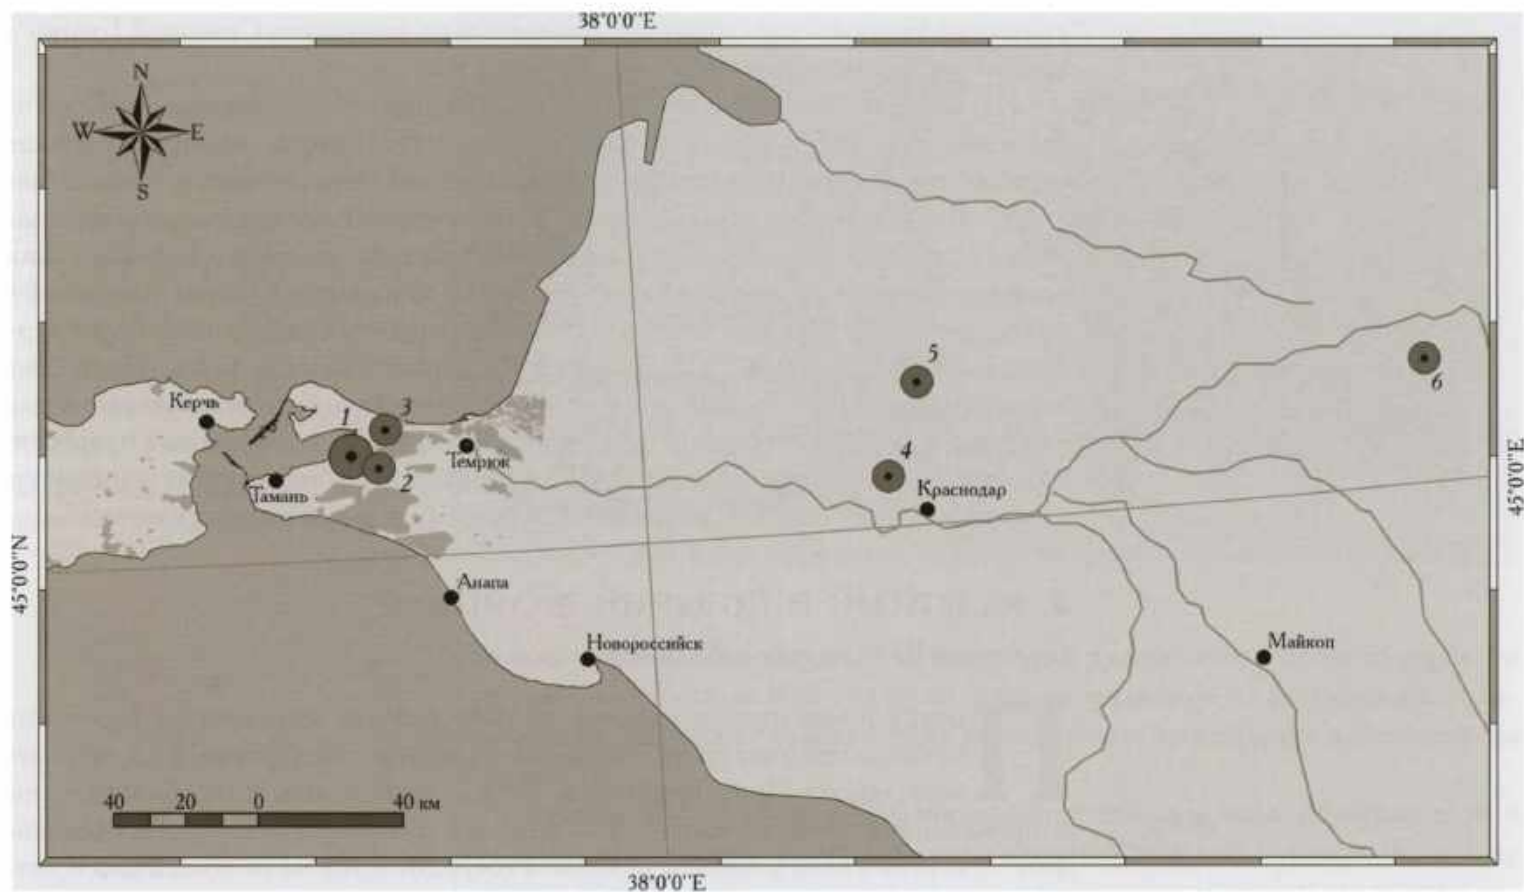 38°0'0''E
N
W E
S
5
6
Керчь
1 3
Темрюк
2
Тамань
4
Краснодар
45°0'0''E
45°0'0''N
Анапа
Новороссийск
Майкоп
40 20 0 40 км
38°0'0''E